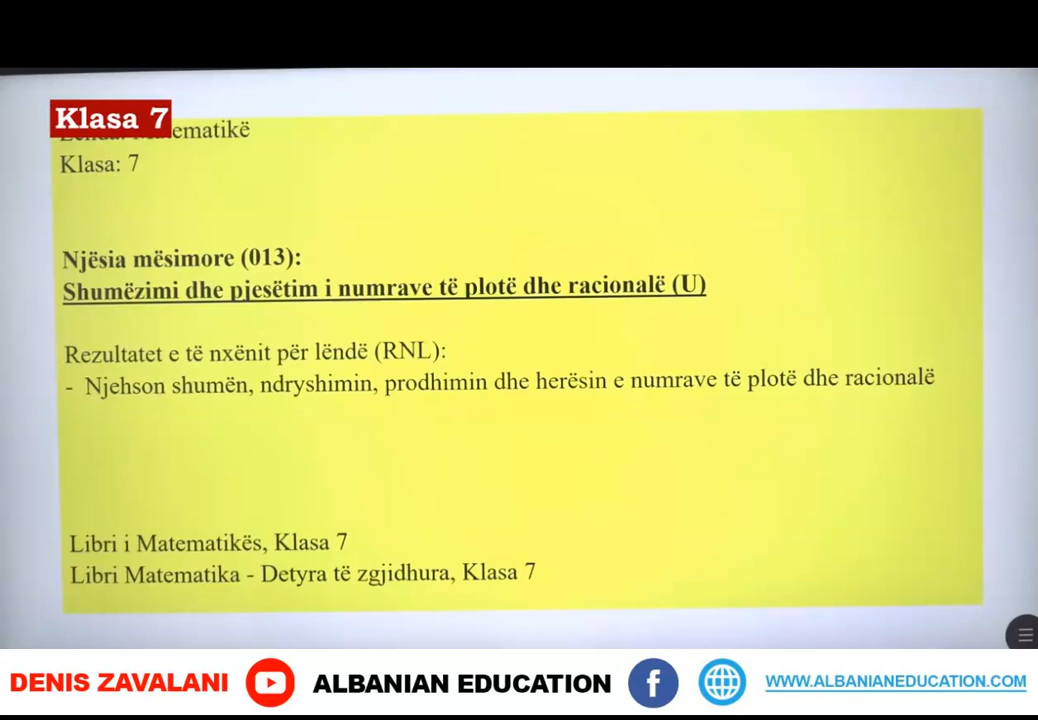 Klasa 7
ematikë
Klasa: 7
Njësia mësimore (013):
Shumëzimi dhe pjesëtim i numrave të plotë dhe racionalë (U)
Rezultatet e të nxënit për lëndë (RNL):
- Njehson shumën, ndryshimin, prodhimin dhe herësin e numrave të plotë dhe racionalë
Libri i Matematikës, Klasa 7
Libri Matematika - Detyra të zgjidhura, Klasa 7
DENIS ZAVALANI ALBANIAN EDUCATION f WWW.ALBANIANEDUCATION.COM